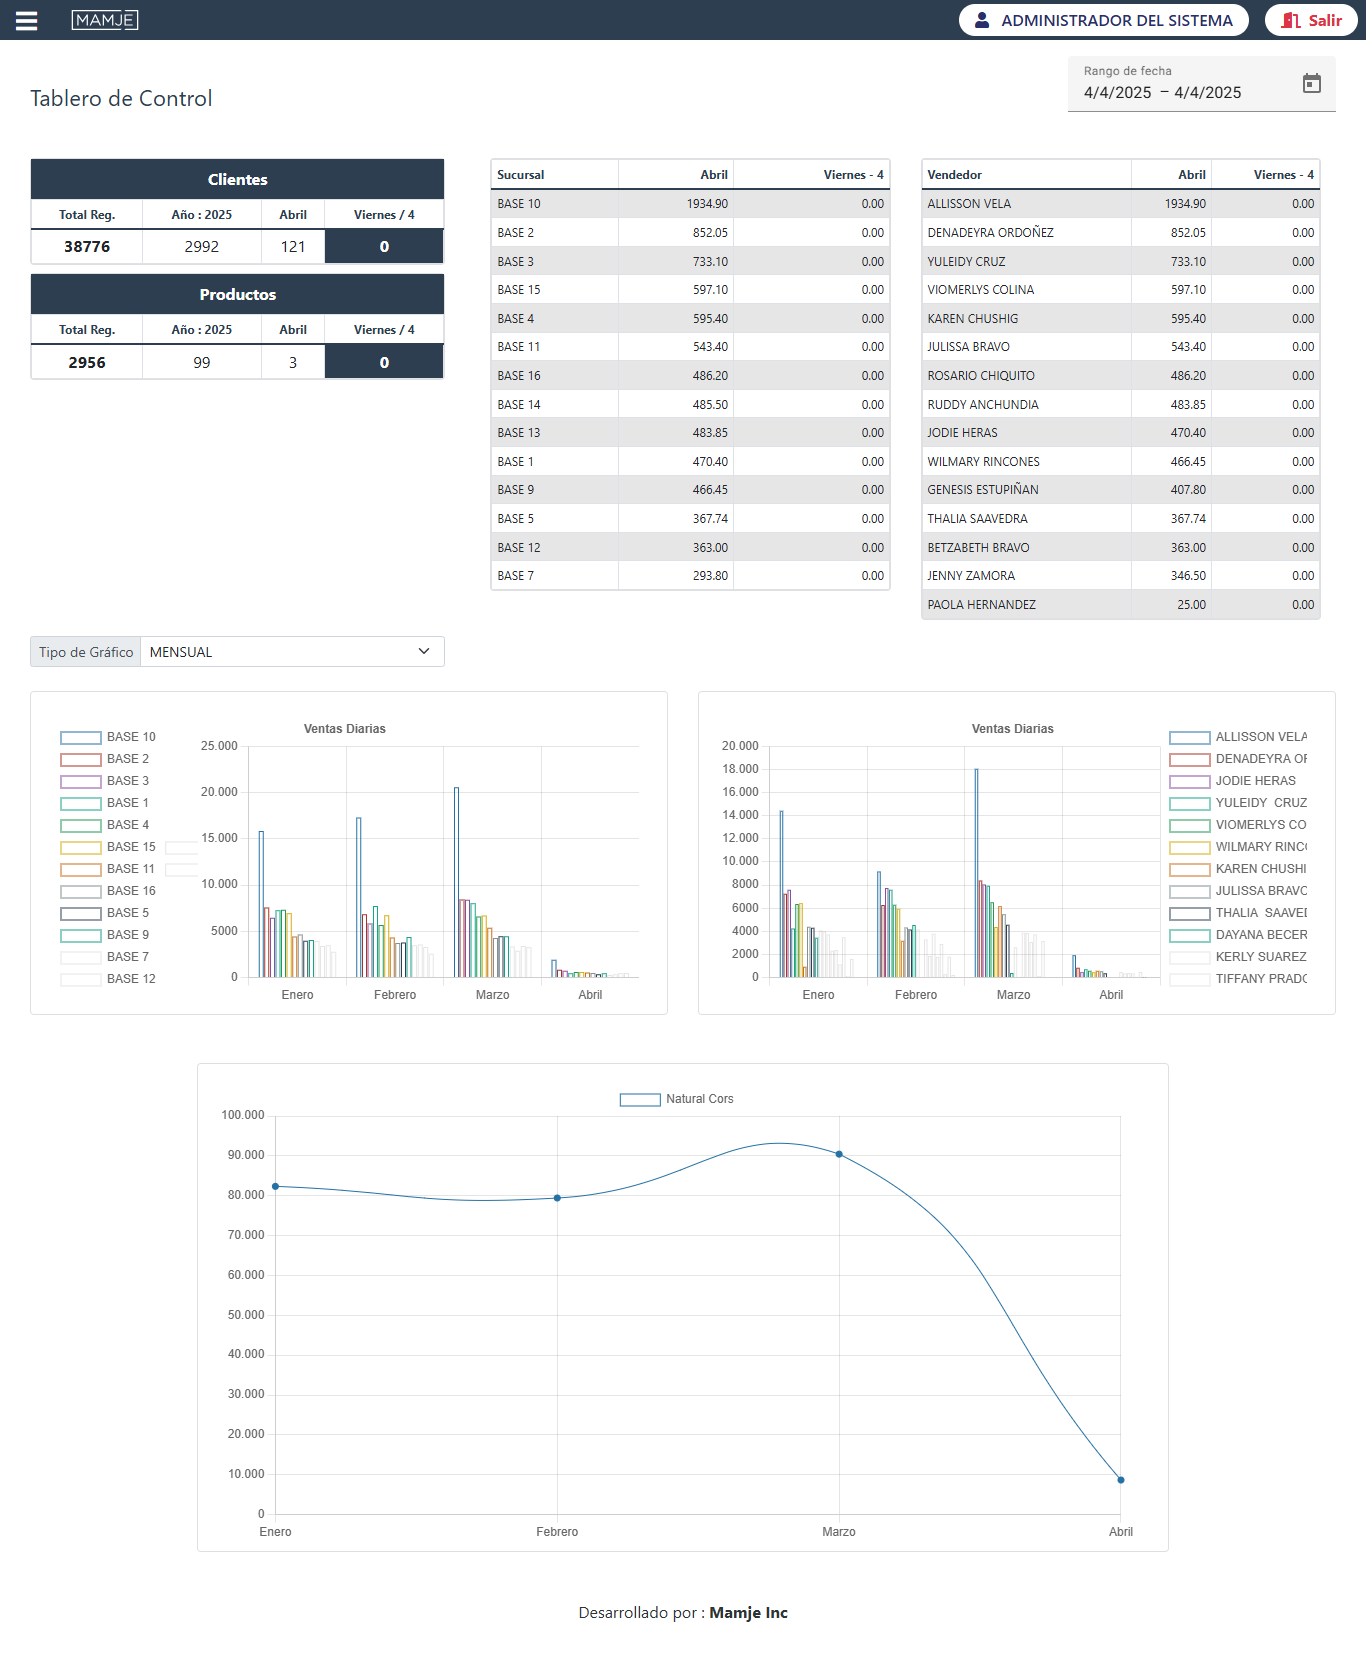 MAMJE
ADMINISTRADOR DEL SISTEMA
Salir
Tablero de Control
Rango de fecha
4/4/2025 – 4/4/2025
Clientes
Total Reg. Año : 2025 Abril Viernes / 4
38776 2992 121 0
Productos
Total Reg. Año : 2025 Abril Viernes / 4
2956 99 3 0
Sucursal Abril Viernes - 4
BASE 10 1934.90 0.00
BASE 2 852.05 0.00
BASE 3 733.10 0.00
BASE 15 597.10 0.00
BASE 4 595.40 0.00
BASE 11 543.40 0.00
BASE 16 486.20 0.00
BASE 14 485.50 0.00
BASE 13 483.85 0.00
BASE 1 470.40 0.00
BASE 9 466.45 0.00
BASE 5 367.74 0.00
BASE 12 363.00 0.00
BASE 7 293.80 0.00
Vendedor Abril Viernes - 4
ALLISSON VELA 1934.90 0.00
DENADEYRA ORDOÑEZ 852.05 0.00
YULEIDY CRUZ 733.10 0.00
VIOMERLYS COLINA 597.10 0.00
KAREN CHUSHIG 595.40 0.00
JULISSA BRAVO 543.40 0.00
ROSARIO CHIQUITO 486.20 0.00
RUDDY ANCHUNDIA 483.85 0.00
JODIE HERAS 470.40 0.00
WILMARY RINCONES 466.45 0.00
GENESIS ESTUPIÑAN 407.80 0.00
THALIA SAAVEDRA 367.74 0.00
BETZABETH BRAVO 363.00 0.00
JENNY ZAMORA 346.50 0.00
PAOLA HERNANDEZ 25.00 0.00
Tipo de Gráfico MENSUAL
BASE 10
BASE 2
BASE 3
BASE 1
BASE 4
BASE 15
BASE 11
BASE 16
BASE 5
BASE 9
BASE 7
BASE 12
Ventas Diarias
25.000
20.000
15.000
10.000
5000
0
Enero Febrero Marzo Abril
Ventas Diarias
20.000
18.000
16.000
14.000
12.000
10.000
8000
6000
4000
2000
0
Enero Febrero Marzo Abril
ALLISSON VELA
DENADEYRA OR
JODIE HERAS
YULEIDY CRUZ
VIOMERLYS CO
WILMARY RINCO
KAREN CHUSHI
JULISSA BRAVO
THALIA SAAVED
DAYANA BECER
KERLY SUAREZ
TIFFANY PRADO
Natural Cors
100.000
90.000
80.000
70.000
60.000
50.000
40.000
30.000
20.000
10.000
0
Enero Febrero Marzo Abril
Desarrollado por : Mamje Inc